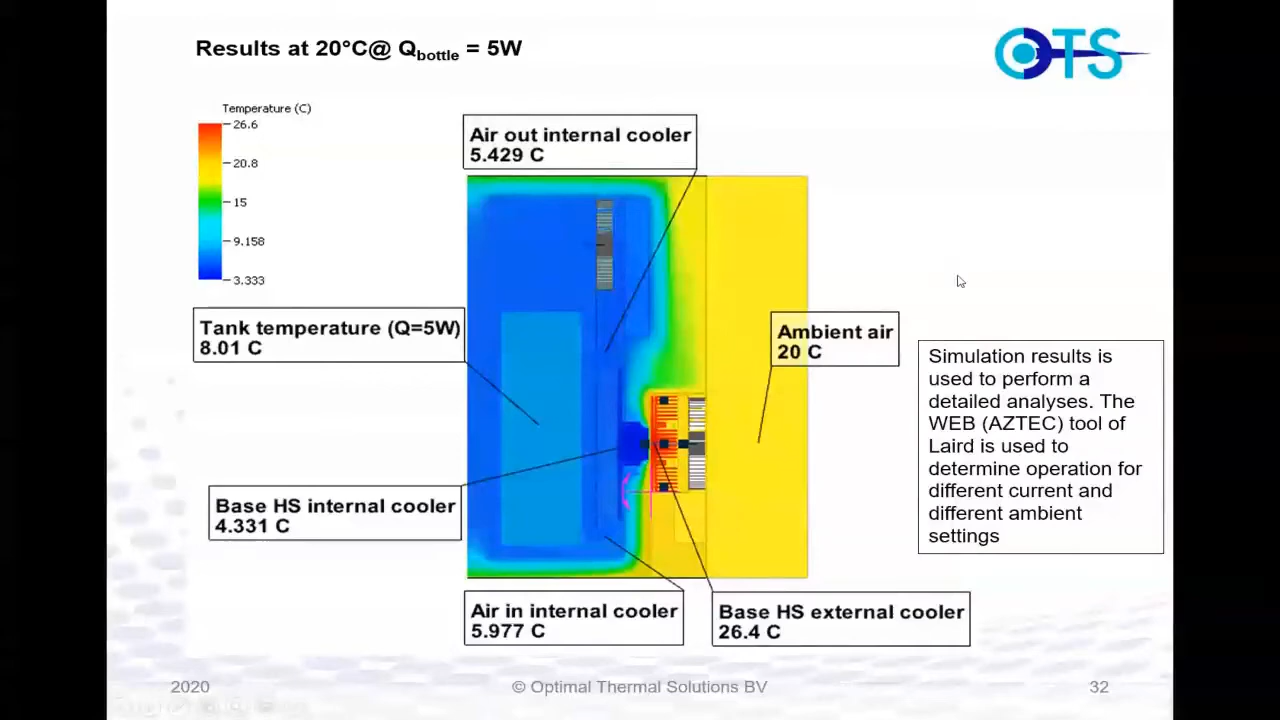 Results at 20°C@ Qbottle = 5W
OTS
Temperature (C)
26.6
20.8
15
9.158
3.333
Air out internal cooler
5.429 C
Tank temperature (Q=5W)
8.01 C
Ambient air
20 C
Simulation results is
used to perform a
detailed analyses. The
WEB (AZTEC) tool of
Laird is used to
determine operation for
different current and
different ambient
settings
Base HS internal cooler
4.331 C
Air in internal cooler
5.977 C
Base HS external cooler
26.4 C
2020
© Optimal Thermal Solutions BV
32